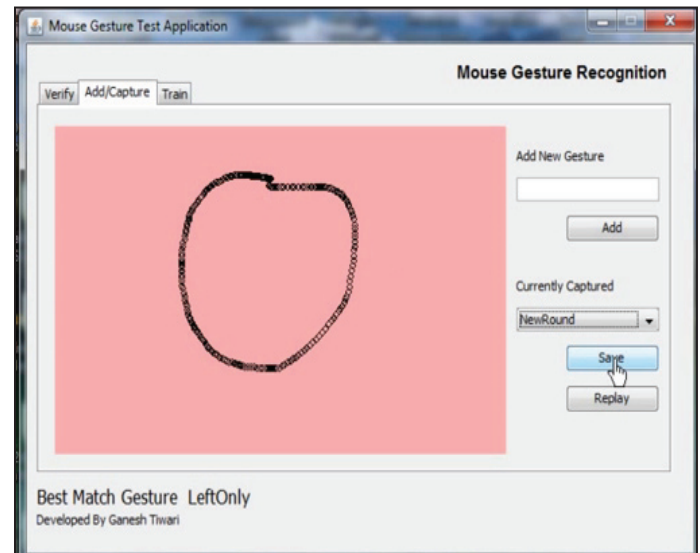 Mouse Gesture Test Application
Mouse Gesture Recognition
Verify Add/Capture Train
Add New Gesture
Add
Currently Captured
NewRound
Save
Replay
Best Match Gesture LeftOnly
Developed By Ganesh Tiwari